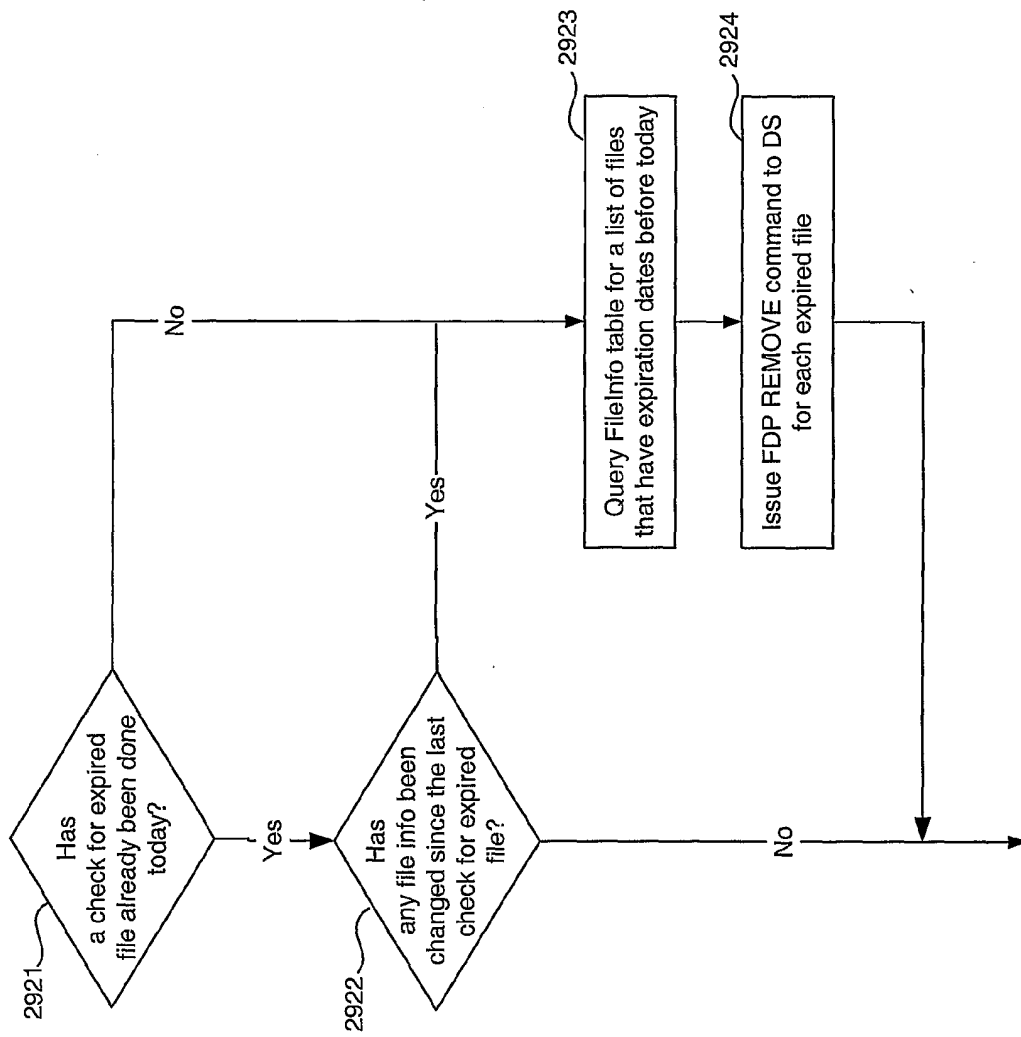 2921
Has
a check for expired
file already been done
today?
No
Yes
2922
Has
any file info been
changed since the last
check for expired
file?
Yes
No
2923
Query FileInfo table for a list of files
that have expiration dates before today
2924
Issue FDP REMOVE command to DS
for each expired file